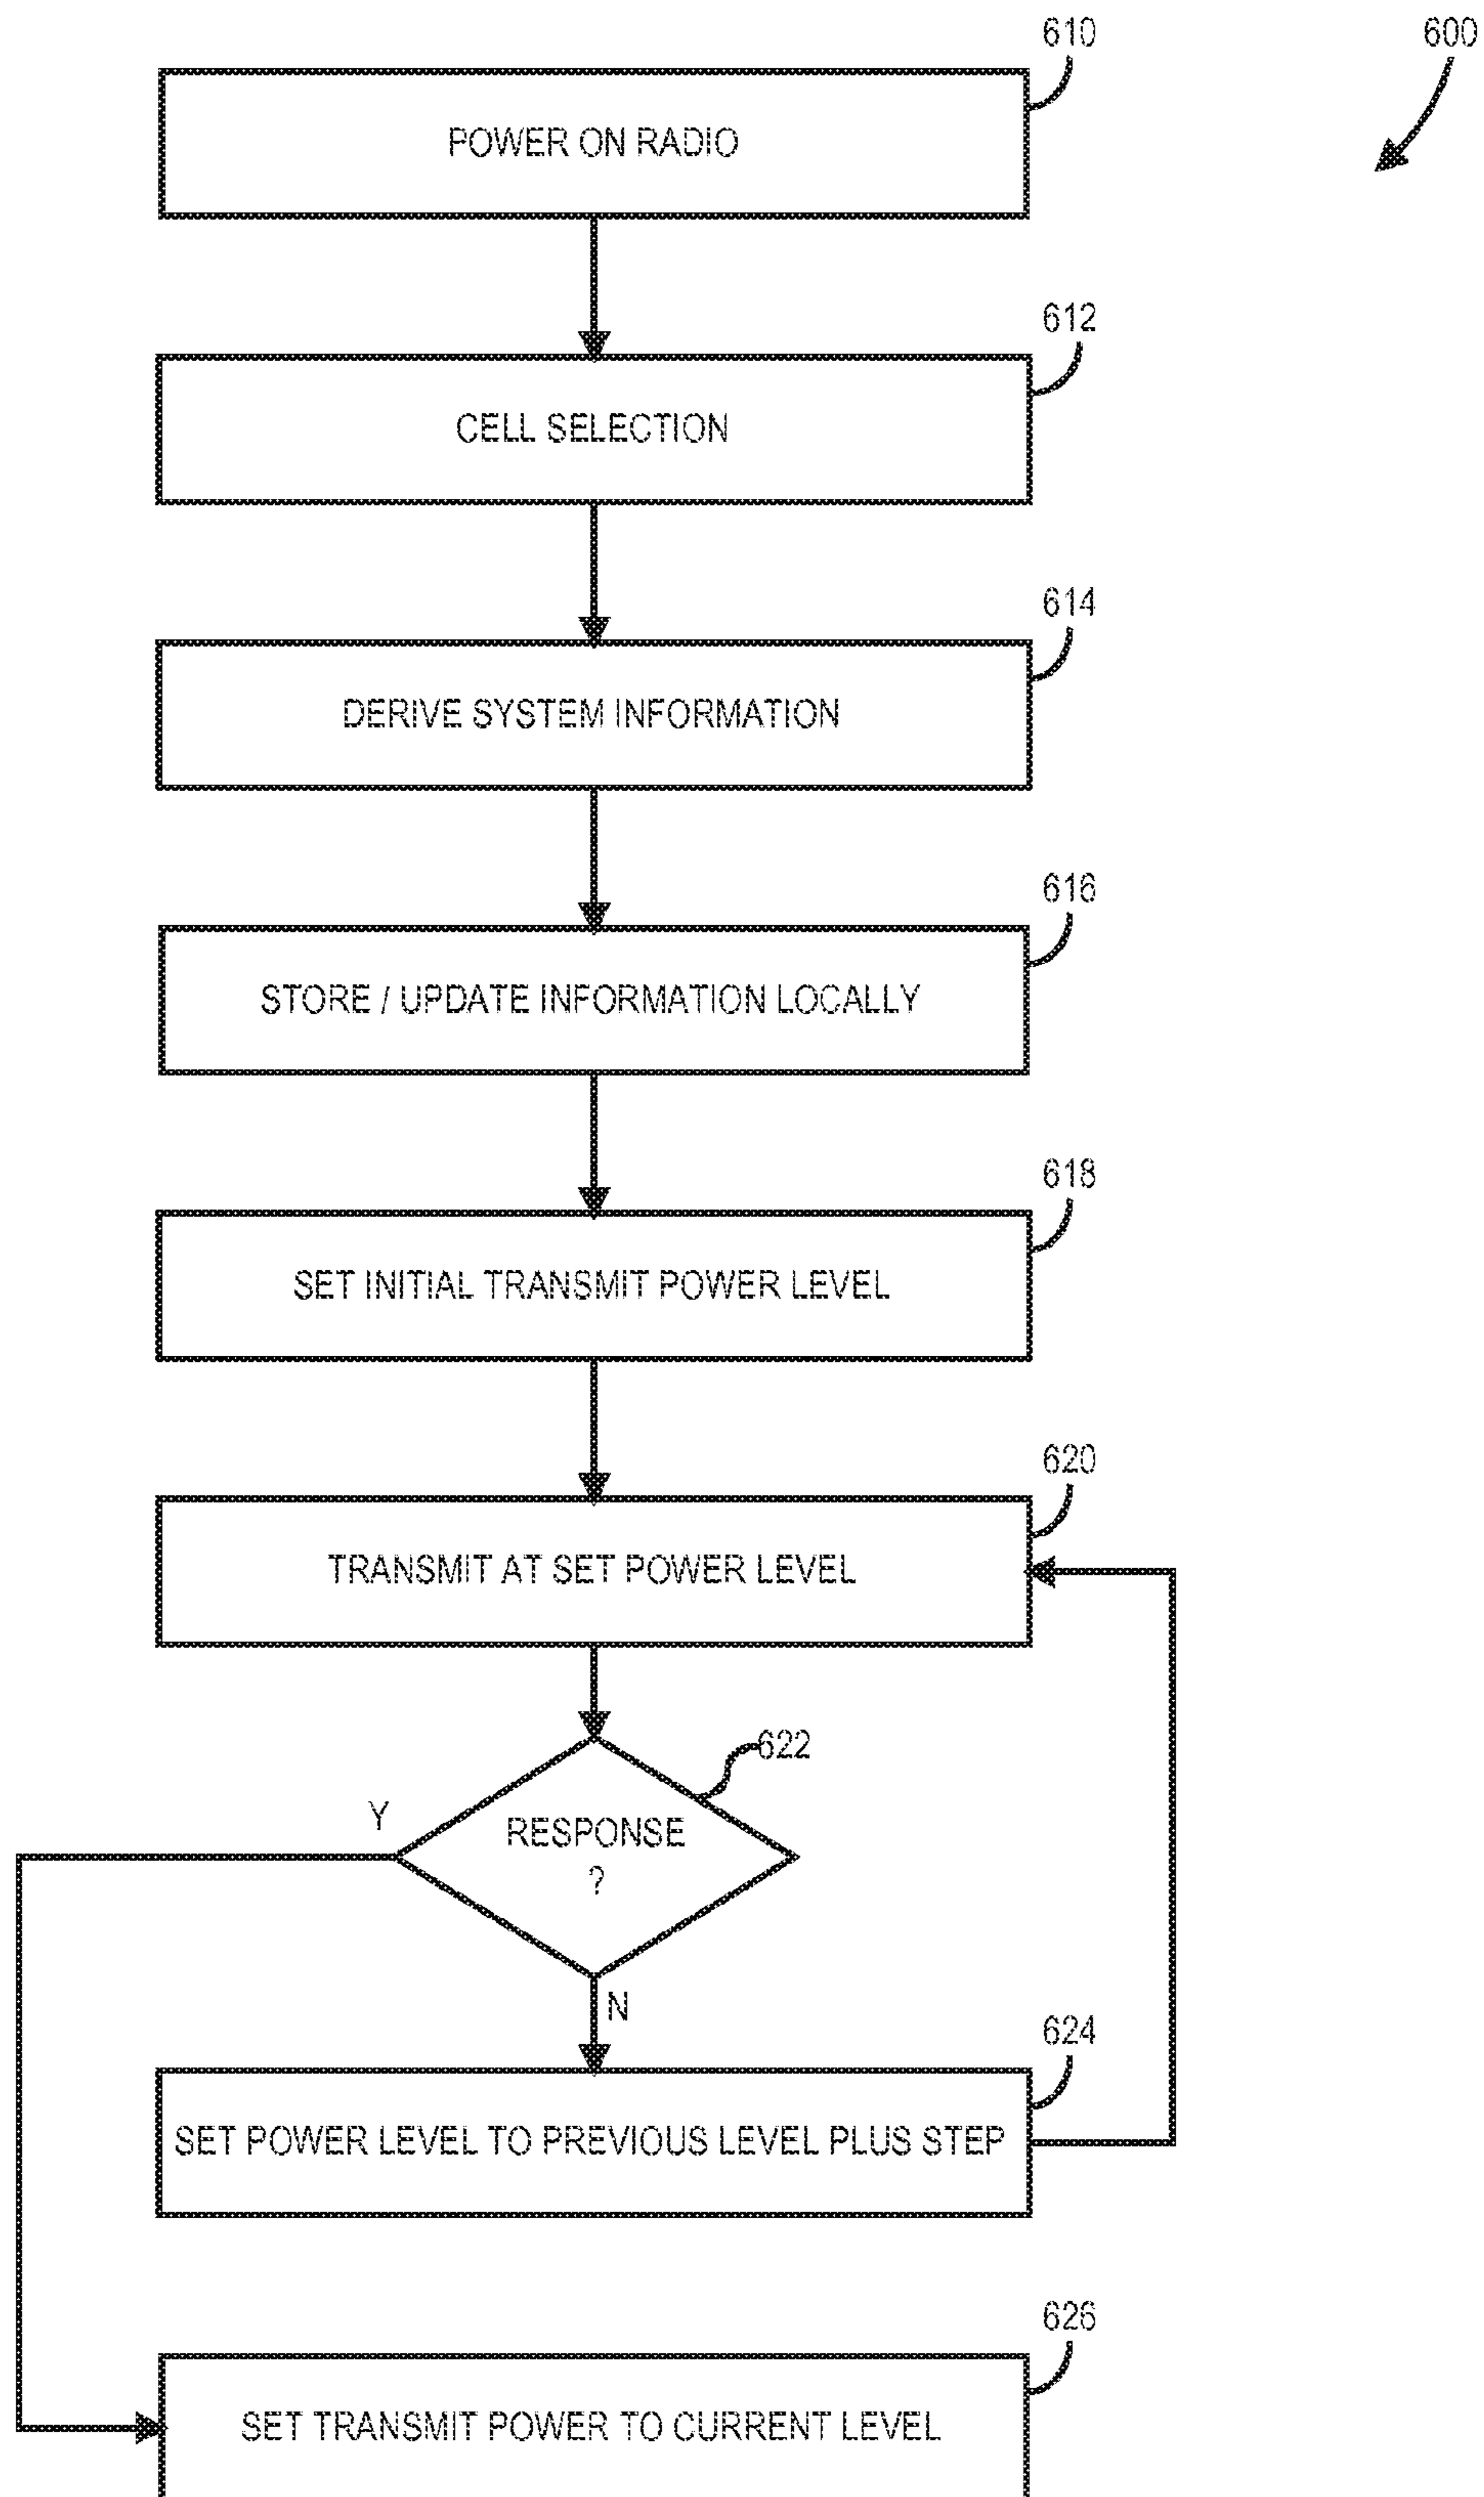 610
600
POWER ON RADIO
612
CELL SELECTION
614
DERIVE SYSTEM INFORMATION
616
STORE / UPDATE INFORMATION LOCALLY
618
SET INITIAL TRANSMIT POWER LEVEL
620
TRANSMIT AT SET POWER LEVEL
622
Y
RESPONSE
?
N
624
SET POWER LEVEL TO PREVIOUS LEVEL PLUS STEP
626
SET TRANSMIT POWER TO CURRENT LEVEL